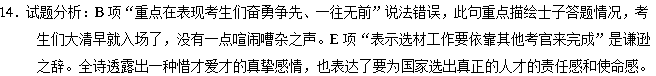 14．试题分析：B 项“重点在表现考生们奋勇争先、一往无前”说法错误，此句重点描绘士子答题情况，考
生们大清早就入场了，没有一点喧闹嘈杂之声。E 项“表示选材工作要依靠其他考官来完成”是谦逊
之辞。全诗透露出一种惜才爱才的真挚感情，也表达了要为国家选出真正的人才的责任感和使命感。